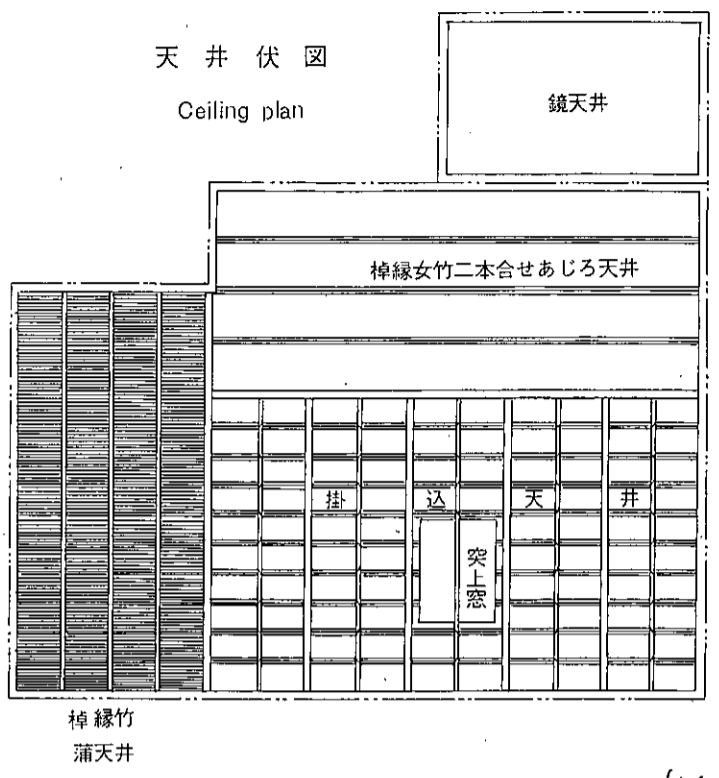 天井伏図
Ceiling plan
鏡天井
棹縁女竹二本合せあじろ天井
掛込天井
突上窓
棹縁竹
蒲天井